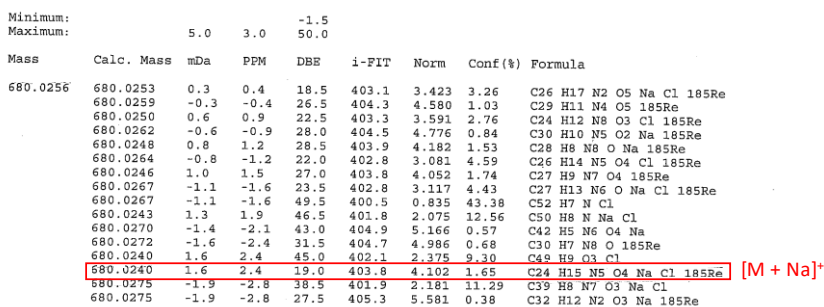 Minimum: -1.5
Maximum: 5.0 3.0 50.0
Mass Calc. Mass mDa PPM DBE i-FIT Norm Conf(%) Formula
680.0256 680.0253 0.3 0.4 18.5 403.1 3.423 3.26 C26 H17 N2 O5 Na Cl 185Re
680.0259 -0.3 -0.4 26.5 404.3 4.580 1.03 C29 H11 N4 O5 185Re
680.0250 0.6 0.9 22.5 403.3 3.591 2.76 C24 H12 N8 O3 Cl 185Re
680.0262 -0.6 -0.9 28.0 404.5 4.776 0.84 C30 H10 N5 O2 Na 185Re
680.0248 0.8 1.2 28.5 403.9 4.182 1.53 C28 H8 N8 O Na 185Re
680.0264 -0.8 -1.2 22.0 402.8 3.081 4.59 C26 H14 N5 O4 Cl 185Re
680.0246 1.0 1.5 27.0 403.8 4.052 1.74 C27 H9 N7 O4 185Re
680.0267 -1.1 -1.6 23.5 402.8 3.117 4.43 C27 H13 N6 O Na Cl 185Re
680.0267 -1.1 -1.6 49.5 400.5 0.835 43.38 C52 H7 N Cl
680.0243 1.3 1.9 46.5 401.8 2.075 12.56 C50 H8 N Na Cl
680.0270 -1.4 -2.1 43.0 404.9 5.166 0.57 C42 H5 N6 O4 Na
680.0272 -1.6 -2.4 31.5 404.7 4.986 0.68 C30 H7 N8 O 185Re
680.0240 1.6 2.4 45.0 402.1 2.375 9.30 C49 H9 O3 Cl
680.0240 1.6 2.4 19.0 403.8 4.102 1.65 C24 H15 N5 O4 Na Cl 185Re [M + Na]+
680.0275 -1.9 -2.8 38.5 401.9 2.181 11.29 C39 H8 N7 O3 Na Cl
680.0275 -1.9 -2.8 27.5 405.3 5.581 0.38 C32 H12 N2 O3 Na 185Re